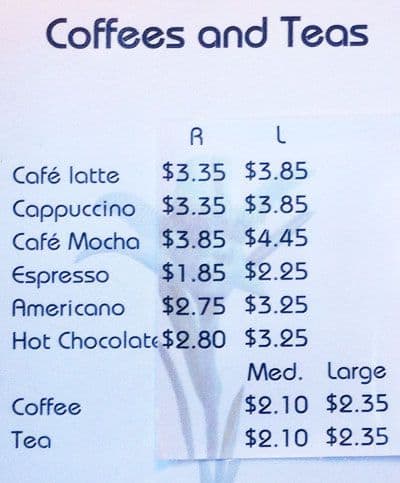 Coffees and Teas
R L
Café latte $3.35 $3.85
Cappuccino $3.35 $3.85
Café Mocha $3.85 $4.45
Espresso $1.85 $2.25
Americano $2.75 $3.25
Hot Chocolate $2.80 $3.25
Med. Large
Coffee $2.10 $2.35
Tea $2.10 $2.35